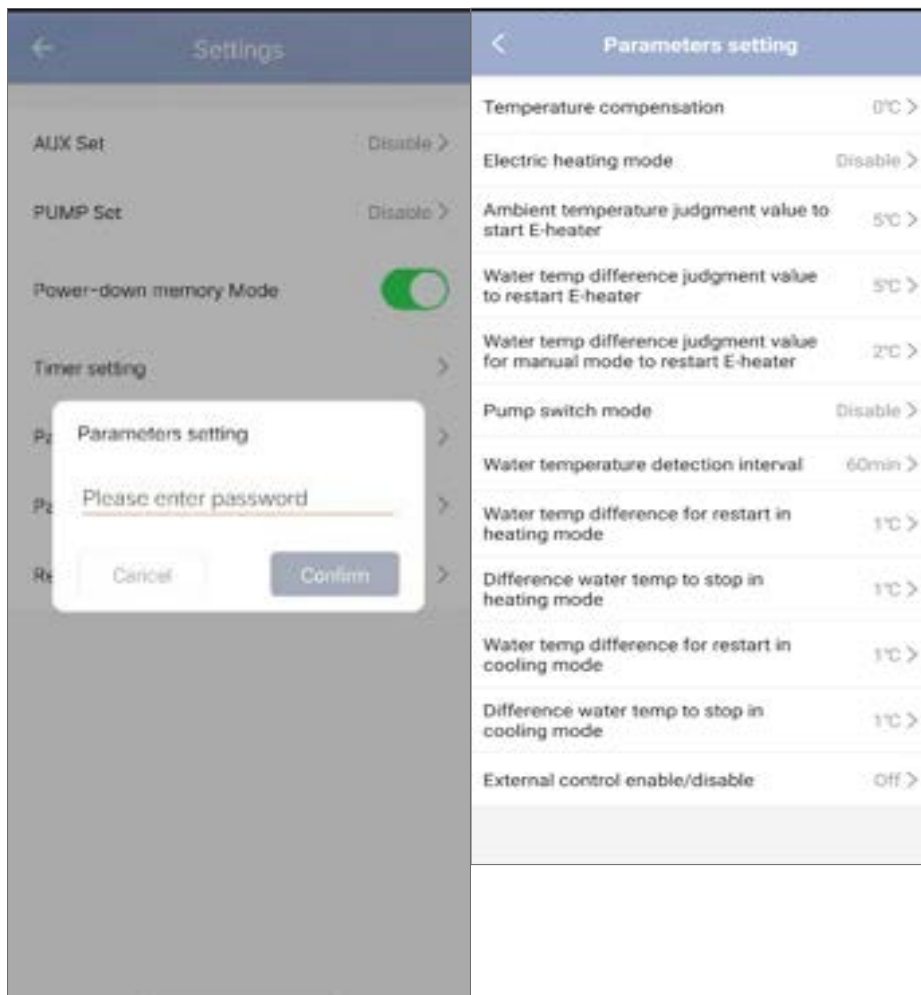 Settings
AUX Set
Disable
PUMP Set
Disable
Power-down memory Mode
Timer setting
Pa
Parameters setting
Pa
Please enter password
Re
Cancel
Confirm
Parameters setting
Temperature compensation
0°C
Electric heating mode
Disable
Ambient temperature judgment value to
start E-heater
5°C
Water temp difference judgment value
to restart E-heater
5°C
Water temp difference judgment value
for manual mode to restart E-heater
2°C
Pump switch mode
Disable
Water temperature detection interval
60min
Water temp difference for restart in
heating mode
1°C
Difference water temp to stop in
heating mode
1°C
Water temp difference for restart in
cooling mode
1°C
Difference water temp to stop in
cooling mode
1°C
External control enable/disable
Off